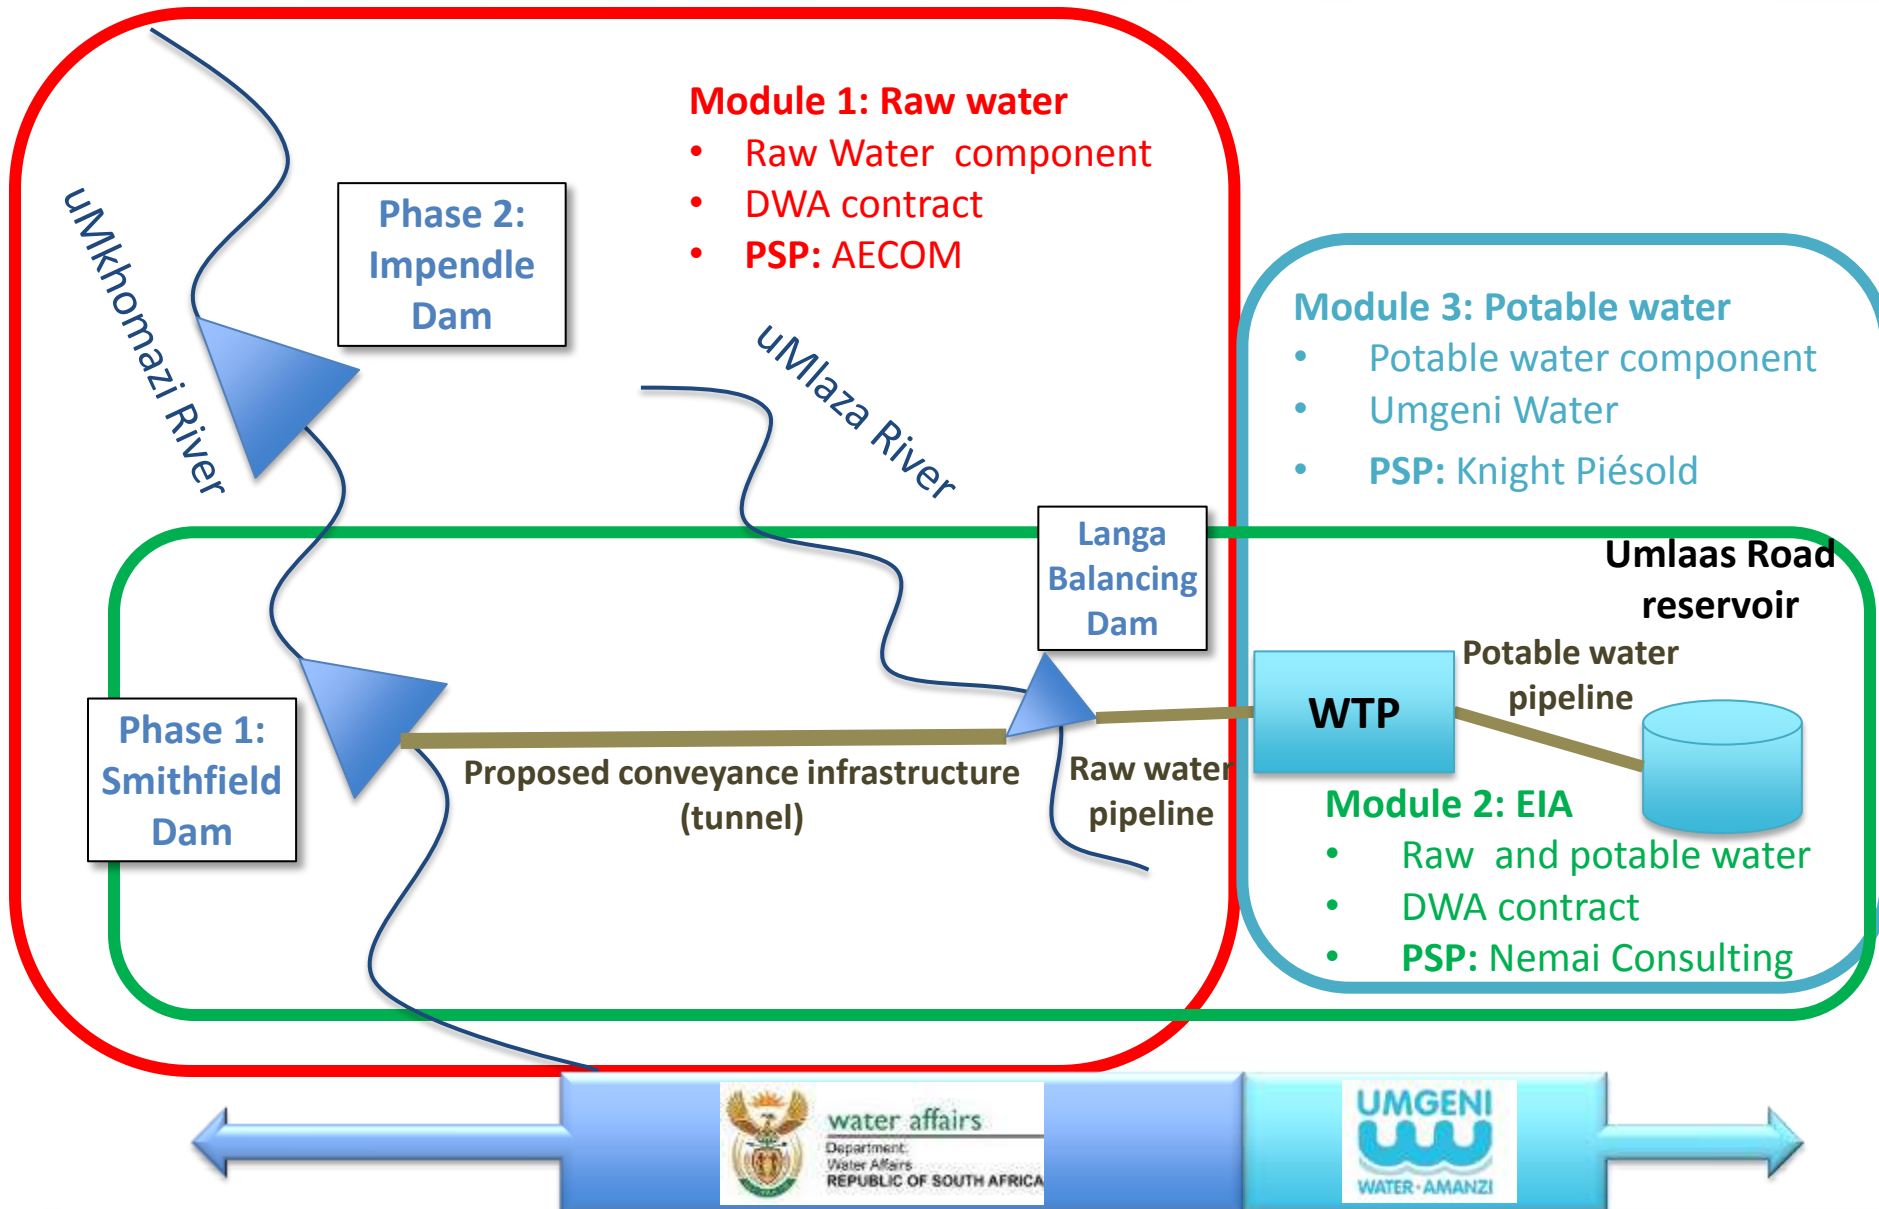 Module 1: Raw water
• Raw Water component
• DWA contract
• PSP: AECOM
uMkhomazi River
Phase 2:
Impendle
Dam
uMlaza River
Module 3: Potable water
• Potable water component
• Umgeni Water
• PSP: Knight Piésold
Langa
Balancing
Dam
Umlaas Road
reservoir
Potable water
pipeline
WTP
Phase 1:
Smithfield
Dam
Proposed conveyance infrastructure
(tunnel)
Raw water
pipeline
Module 2: EIA
• Raw and potable water
• DWA contract
• PSP: Nemai Consulting
water affairs
Department:
Water Affairs
REPUBLIC OF SOUTH AFRICA
UMGENI
WATER·AMANZI